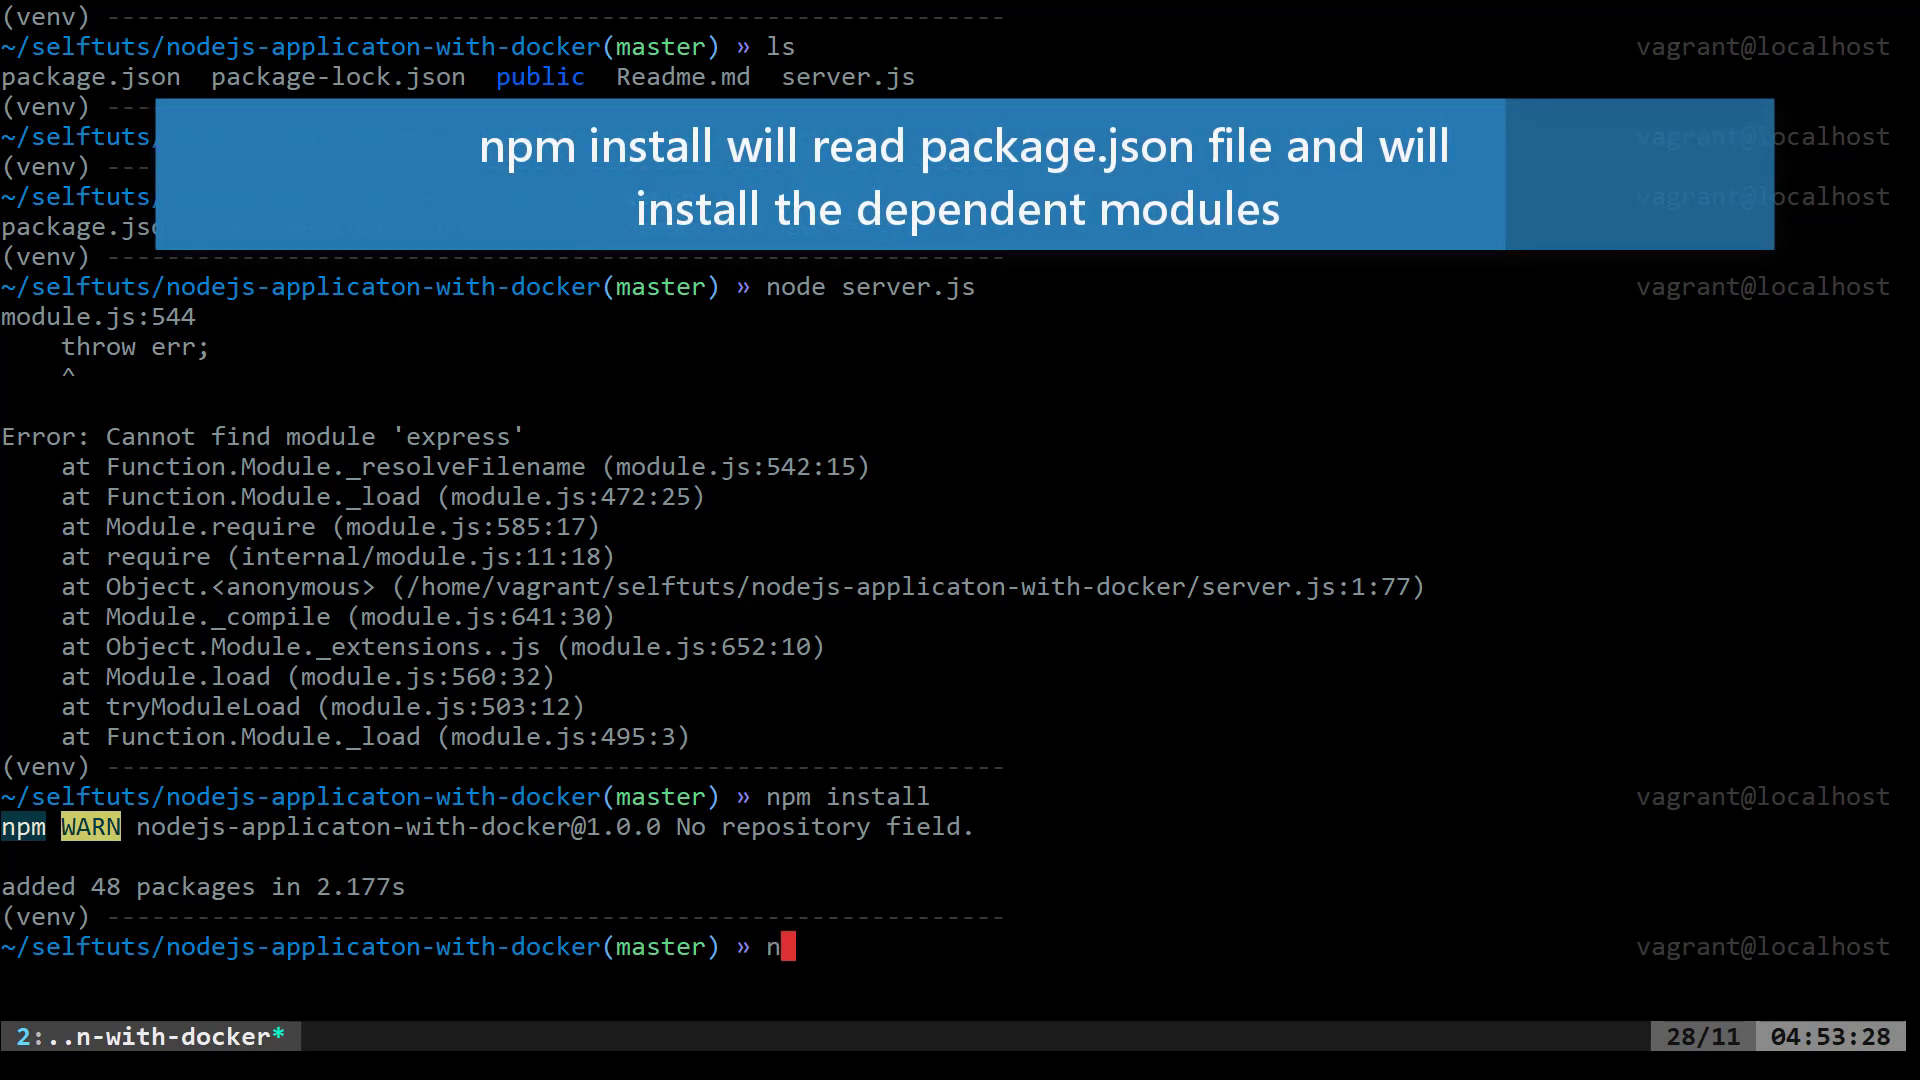 (venv) ------------------------------------------------------------
~/selftuts/nodejs-applicaton-with-docker(master) » ls vagrant@localhost
package.json package-lock.json public Readme.md server.js
(venv) ---
npm install will read package.json file and will
~/selftuts/ vagrant@localhost
(venv) ---
~/selftuts/ vagrant@localhost
install the dependent modules
package.jso
(venv) ------------------------------------------------------------
~/selftuts/nodejs-applicaton-with-docker(master) » node server.js vagrant@localhost
module.js:544
throw err;
^
Error: Cannot find module 'express'
at Function.Module._resolveFilename (module.js:542:15)
at Function.Module._load (module.js:472:25)
at Module.require (module.js:585:17)
at require (internal/module.js:11:18)
at Object.<anonymous> (/home/vagrant/selftuts/nodejs-applicaton-with-docker/server.js:1:77)
at Module._compile (module.js:641:30)
at Object.Module._extensions..js (module.js:652:10)
at Module.load (module.js:560:32)
at tryModuleLoad (module.js:503:12)
at Function.Module._load (module.js:495:3)
(venv) ------------------------------------------------------------
~/selftuts/nodejs-applicaton-with-docker(master) » npm install vagrant@localhost
npm WARN nodejs-applicaton-with-docker@1.0.0 No repository field.
added 48 packages in 2.177s
(venv) ------------------------------------------------------------
~/selftuts/nodejs-applicaton-with-docker(master) » n vagrant@localhost
2:..n-with-docker* 28/11 04:53:28